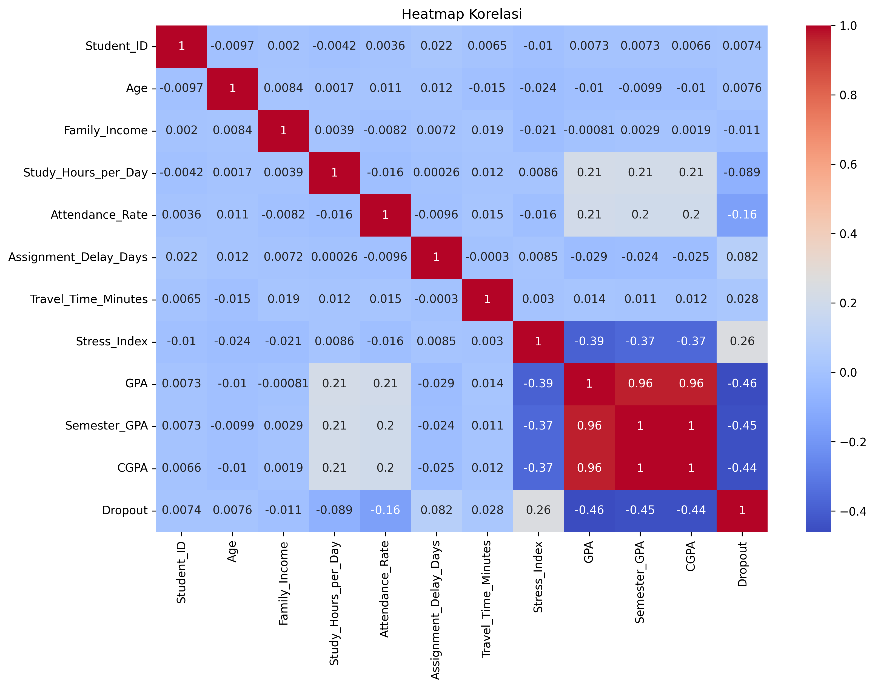 Heatmap Korelasi
Student_ID 1 -0.0097 0.002 -0.0042 0.0036 0.022 0.0065 -0.01 0.0073 0.0073 0.0066 0.0074
Age -0.0097 1 0.0084 0.0017 0.011 0.012 -0.015 -0.024 -0.01 -0.0099 -0.01 0.0076
Family_Income 0.002 0.0084 1 0.0039 -0.0082 0.0072 0.019 -0.021 -0.00081 0.0029 0.0019 -0.011
Study_Hours_per_Day -0.0042 0.0017 0.0039 1 -0.016 0.00026 0.012 0.0086 0.21 0.21 0.21 -0.089
Attendance_Rate 0.0036 0.011 -0.0082 -0.016 1 -0.0096 0.015 -0.016 0.21 0.2 0.2 -0.16
Assignment_Delay_Days 0.022 0.012 0.0072 0.00026 -0.0096 1 -0.0003 0.0085 -0.029 -0.024 -0.025 0.082
Travel_Time_Minutes 0.0065 -0.015 0.019 0.012 0.015 -0.0003 1 0.003 0.014 0.011 0.012 0.028
Stress_Index -0.01 -0.024 -0.021 0.0086 -0.016 0.0085 0.003 1 -0.39 -0.37 -0.37 0.26
GPA 0.0073 -0.01 -0.00081 0.21 0.21 -0.029 0.014 -0.39 1 0.96 0.96 -0.46
Semester_GPA 0.0073 -0.0099 0.0029 0.21 0.2 -0.024 0.011 -0.37 0.96 1 1 -0.45
CGPA 0.0066 -0.01 0.0019 0.21 0.2 -0.025 0.012 -0.37 0.96 1 1 -0.44
Dropout 0.0074 0.0076 -0.011 -0.089 -0.16 0.082 0.028 0.26 -0.46 -0.45 -0.44 1
Student_ID
Age
Family_Income
Study_Hours_per_Day
Attendance_Rate
Assignment_Delay_Days
Travel_Time_Minutes
Stress_Index
GPA
Semester_GPA
CGPA
Dropout
1.0
0.8
0.6
0.4
0.2
0.0
−0.2
−0.4